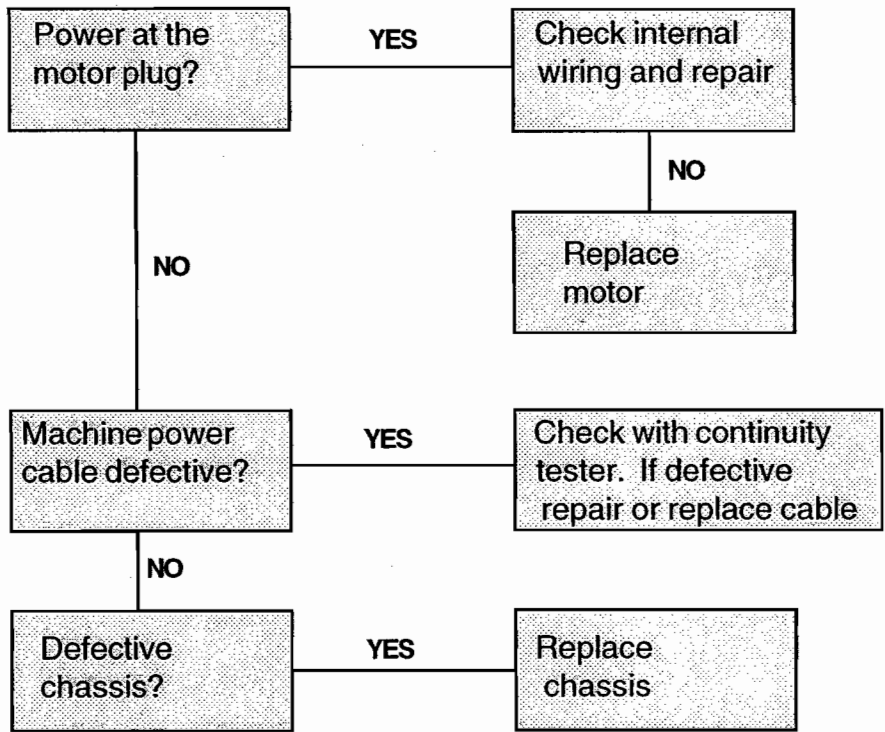 Power at the
motor plug?
YES
Check internal
wiring and repair
NO
Replace
motor
NO
Machine power
cable defective?
YES
Check with continuity
tester. If defective
repair or replace cable
NO
Defective
chassis?
YES
Replace
chassis